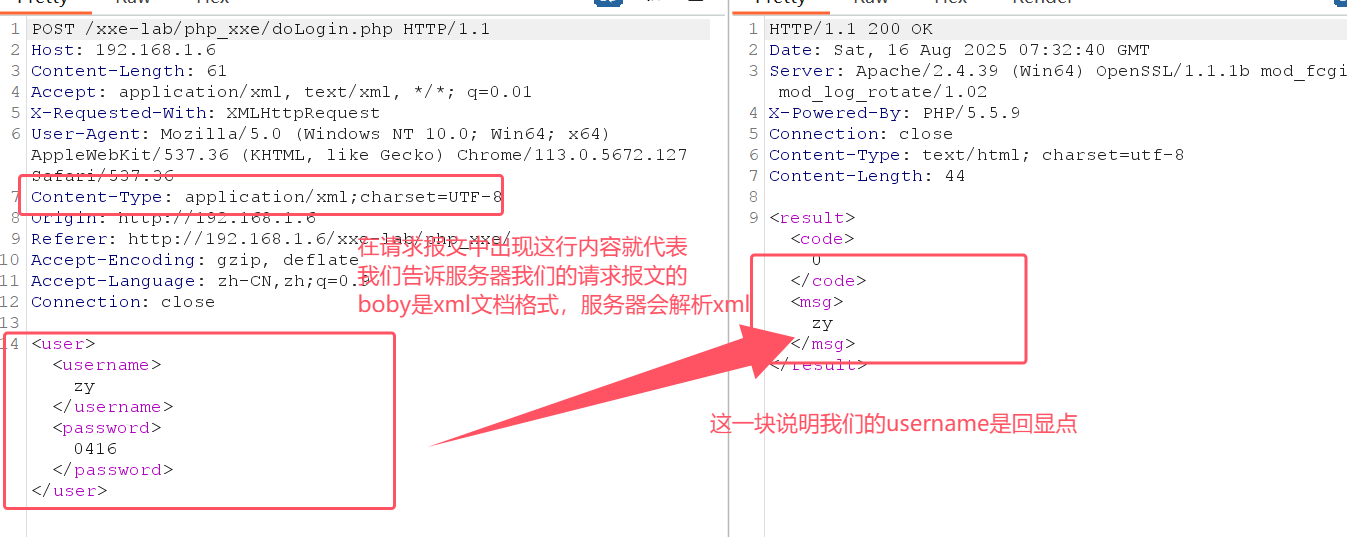 Pretty Raw Hex
1 POST /xxe-lab/php_xxe/doLogin.php HTTP/1.1
2 Host: 192.168.1.6
3 Content-Length: 61
4 Accept: application/xml, text/xml, */*; q=0.01
5 X-Requested-With: XMLHttpRequest
6 User-Agent: Mozilla/5.0 (Windows NT 10.0; Win64; x64)
AppleWebKit/537.36 (KHTML, like Gecko) Chrome/113.0.5672.127
Safari/537.36
7 Content-Type: application/xml;charset=UTF-8
8 Origin: http://192.168.1.6
9 Referer: http://192.168.1.6/xxe-lab/php_xxe/
10 Accept-Encoding: gzip, deflate
11 Accept-Language: zh-CN,zh;q=0.9
12 Connection: close
13
14 <user>
<username>
zy
</username>
<password>
0416
</password>
</user>
在请求报文中出现这行内容就代表
我们告诉服务器我们的请求报文的
boby是xml文档格式，服务器会解析xml
Pretty Raw Hex Render
1 HTTP/1.1 200 OK
2 Date: Sat, 16 Aug 2025 07:32:40 GMT
3 Server: Apache/2.4.39 (Win64) OpenSSL/1.1.1b mod_fcgi
mod_log_rotate/1.02
4 X-Powered-By: PHP/5.5.9
5 Connection: close
6 Content-Type: text/html; charset=utf-8
7 Content-Length: 44
8
9 <result>
<code>
0
</code>
<msg>
zy
</msg>
</result>
这一块说明我们的username是回显点